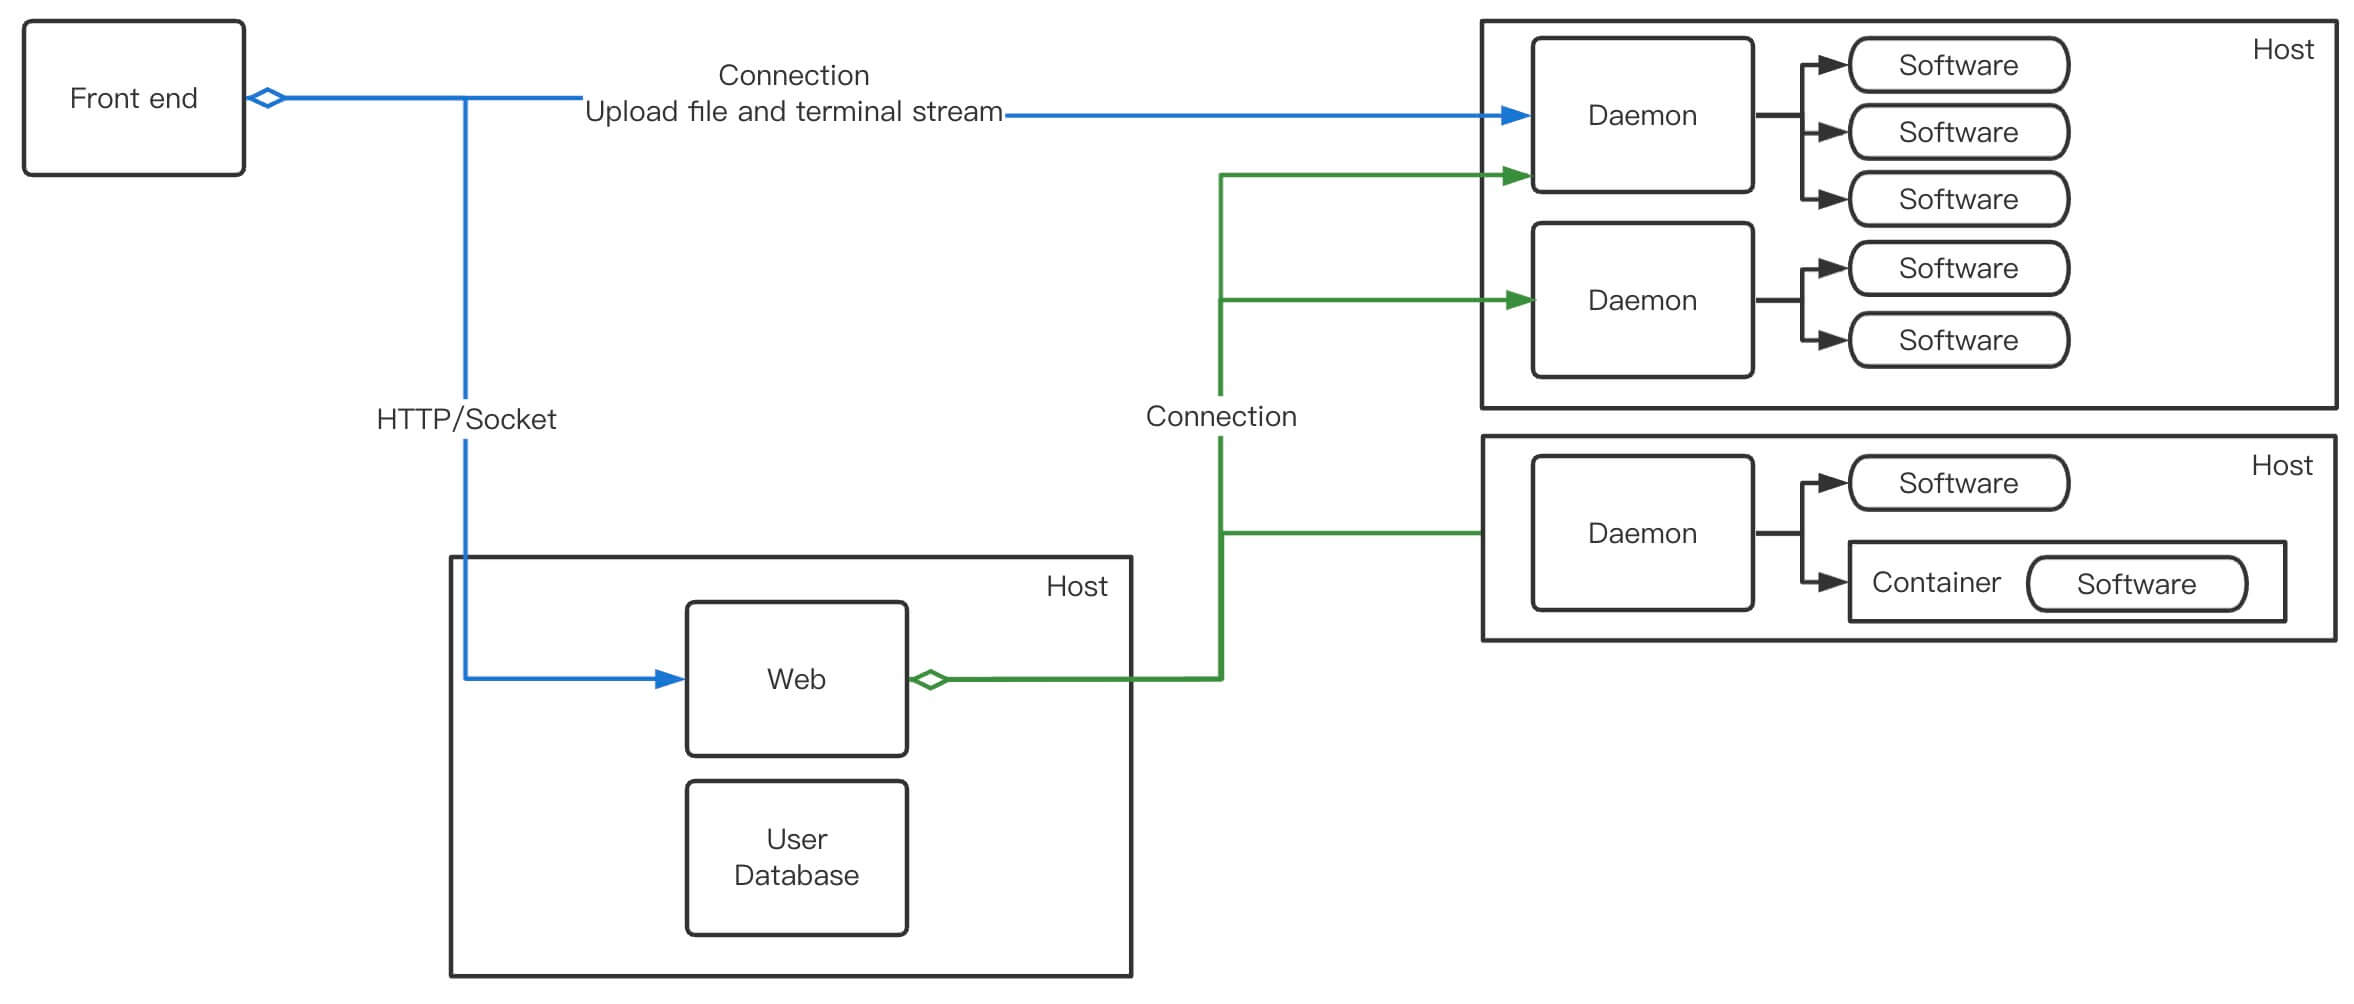 Front end
Connection
Upload file and terminal stream
HTTP/Socket
Host
Daemon
Software
Software
Software
Daemon
Software
Software
Connection
Host
Daemon
Software
Container
Software
Host
Web
User
Database